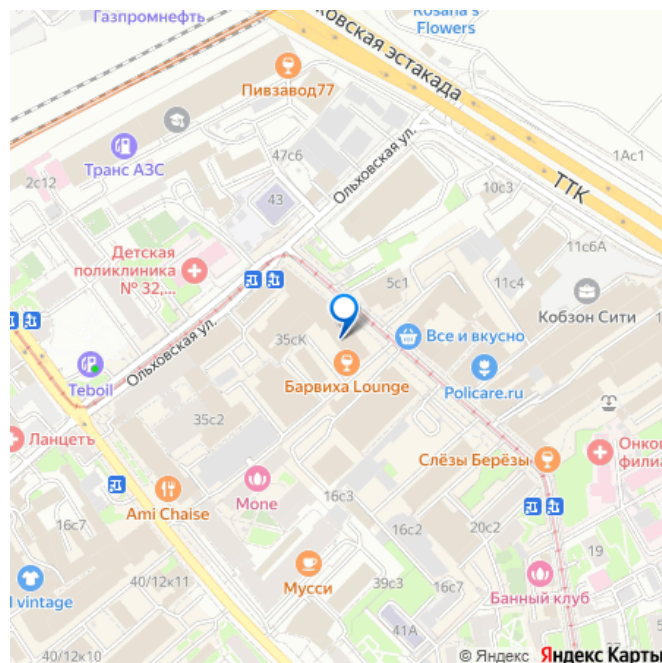 Газпромнефть
Rosana's
Flowers
ховская эстакада
Пивзавод77
Транс АЗС
47с6
Ольховская ул.
1Ас1
ТТК
2с12
43
10с3
Детская
поликлиника
№ 32,...
11с6А
5с1
11с4
Кобзон Сити
35сК
Все и вкусно
Ольховская ул.
Teboil
Барвиха Lounge
Policare.ru
35с2
Ланцетъ
Слёзы Берёзы
Онко
филиа
Mone
16с3
Ami Chaise
16с7
16с2
20с2
19
Мусси
39с3
16с7
l vintage
40/12к11
Банный клуб
41А
40/12к10
© Яндекс Яндекс Карты